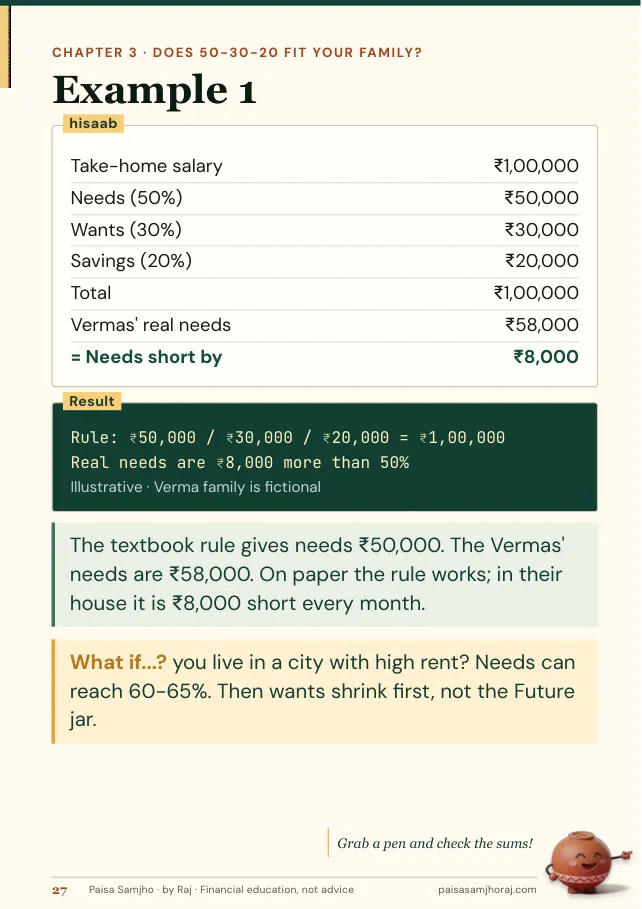 CHAPTER 3 · DOES 50-30-20 FIT YOUR FAMILY?
Example 1
hisaab
Take-home salary ₹1,00,000
Needs (50%) ₹50,000
Wants (30%) ₹30,000
Savings (20%) ₹20,000
Total ₹1,00,000
Vermas' real needs ₹58,000
= Needs short by ₹8,000
Result
Rule: ₹50,000 / ₹30,000 / ₹20,000 = ₹1,00,000
Real needs are ₹8,000 more than 50%
Illustrative · Verma family is fictional
The textbook rule gives needs ₹50,000. The Vermas'
needs are ₹58,000. On paper the rule works; in their
house it is ₹8,000 short every month.
What if...? you live in a city with high rent? Needs can
reach 60-65%. Then wants shrink first, not the Future
jar.
Grab a pen and check the sums!
27 Paisa Samjho · by Raj · Financial education, not advice paisasamjhoraj.com